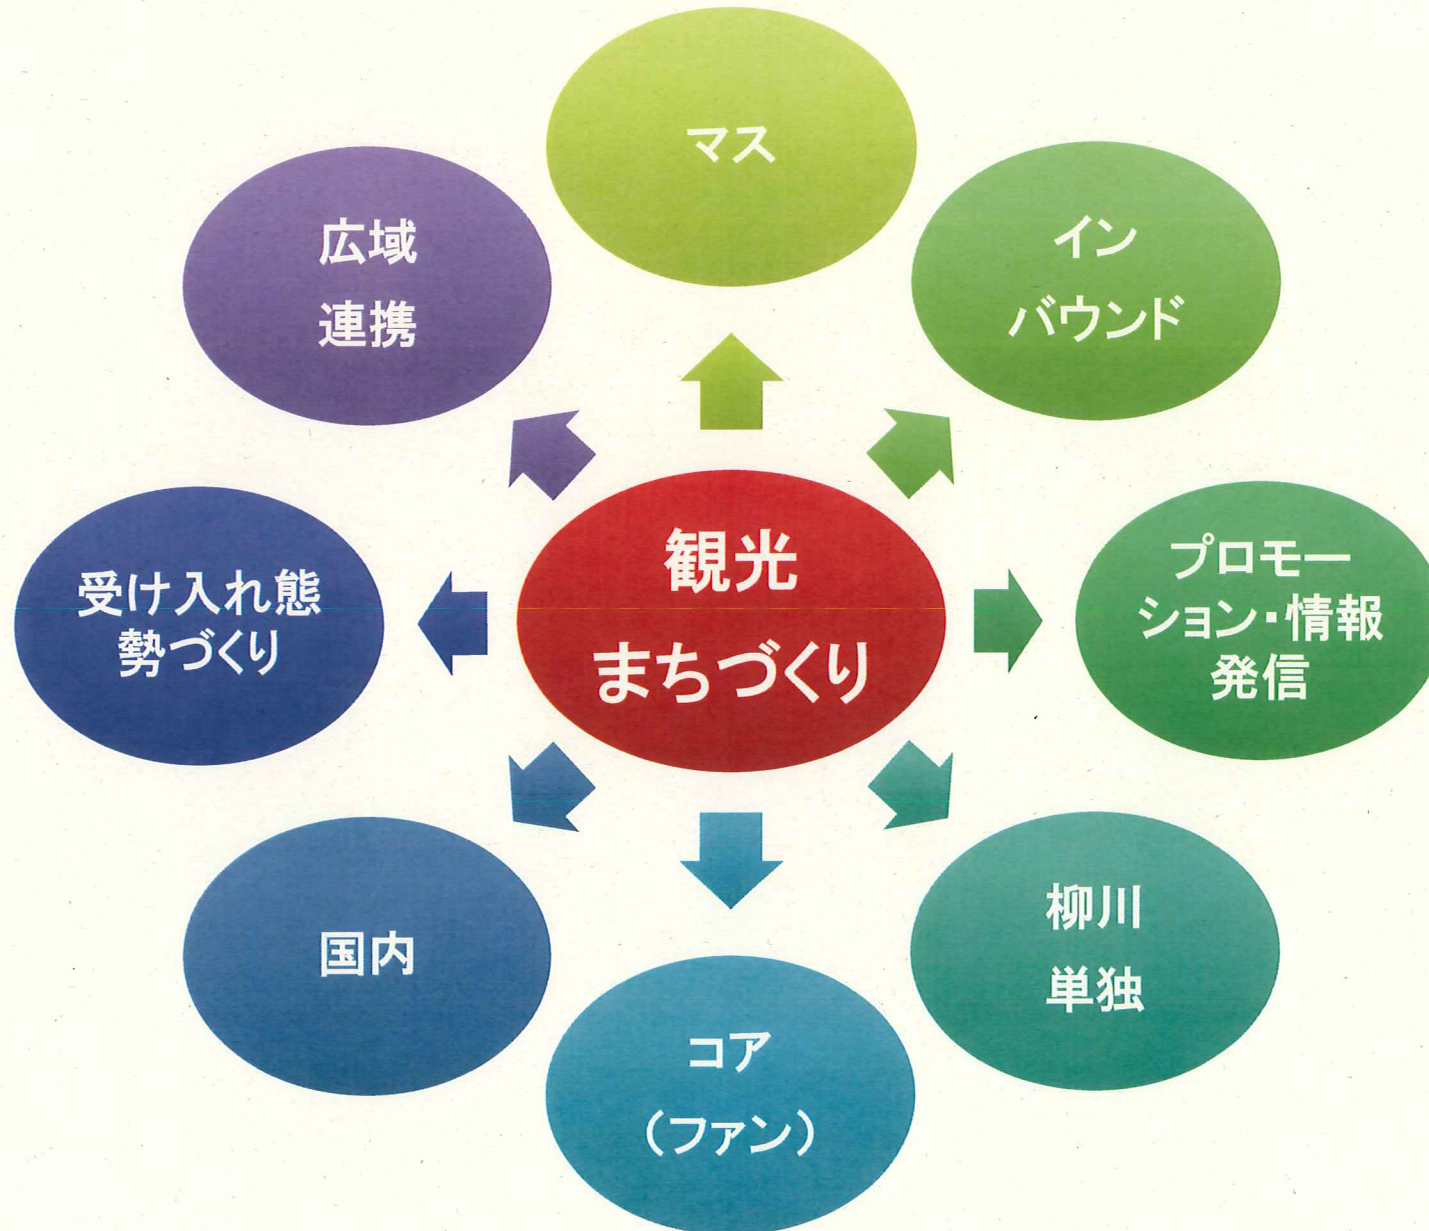 マス
イン
バウンド
プロモー
ション・情報
発信
柳川
単独
コア
（ファン）
国内
受け入れ態
勢づくり
広域
連携
観光
まちづくり